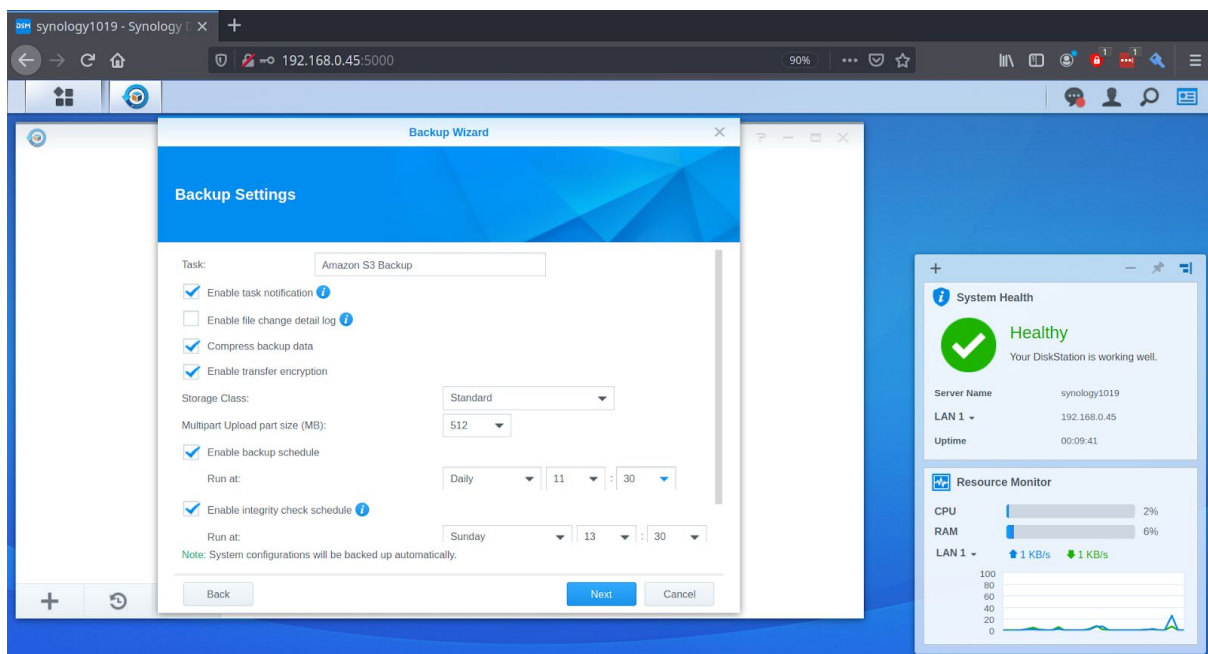 DSM synology1019 - Synology D
192.168.0.45:5000
90%
1
1
Backup Wizard
Backup Settings
Task: Amazon S3 Backup
Enable task notification
Enable file change detail log
Compress backup data
Enable transfer encryption
Storage Class: Standard
Multipart Upload part size (MB): 512
Enable backup schedule
Run at: Daily 11 : 30
Enable integrity check schedule
Run at: Sunday 13 : 30
Note: System configurations will be backed up automatically.
Back Next Cancel
System Health
Healthy
Your DiskStation is working well.
Server Name synology1019
LAN 1 192.168.0.45
Uptime 00:09:41
Resource Monitor
CPU 2%
RAM 6%
LAN 1 1 KB/s 1 KB/s
100
80
60
40
20
0